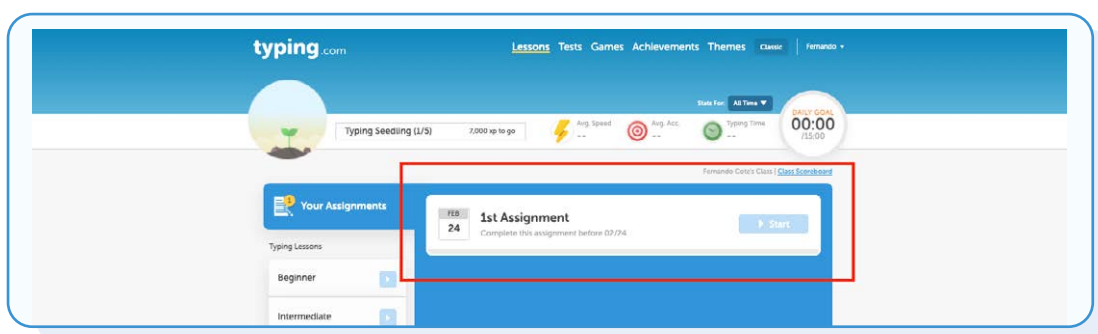 typing.com
Lessons Tests Games Achievements Themes Classic Fernando
Stats For: All Time
Typing Seedling (1/5) 7,000 xp to go
Avg. Speed
--
Avg. Acc.
--
Typing Time
--
DAILY GOAL
00:00
/15:00
Fernando Coto's Class | Class Scoreboard
1 Your Assignments
FEB
24
1st Assignment
Complete this assignment before 02/24
Start
Typing Lessons
Beginner
Intermediate